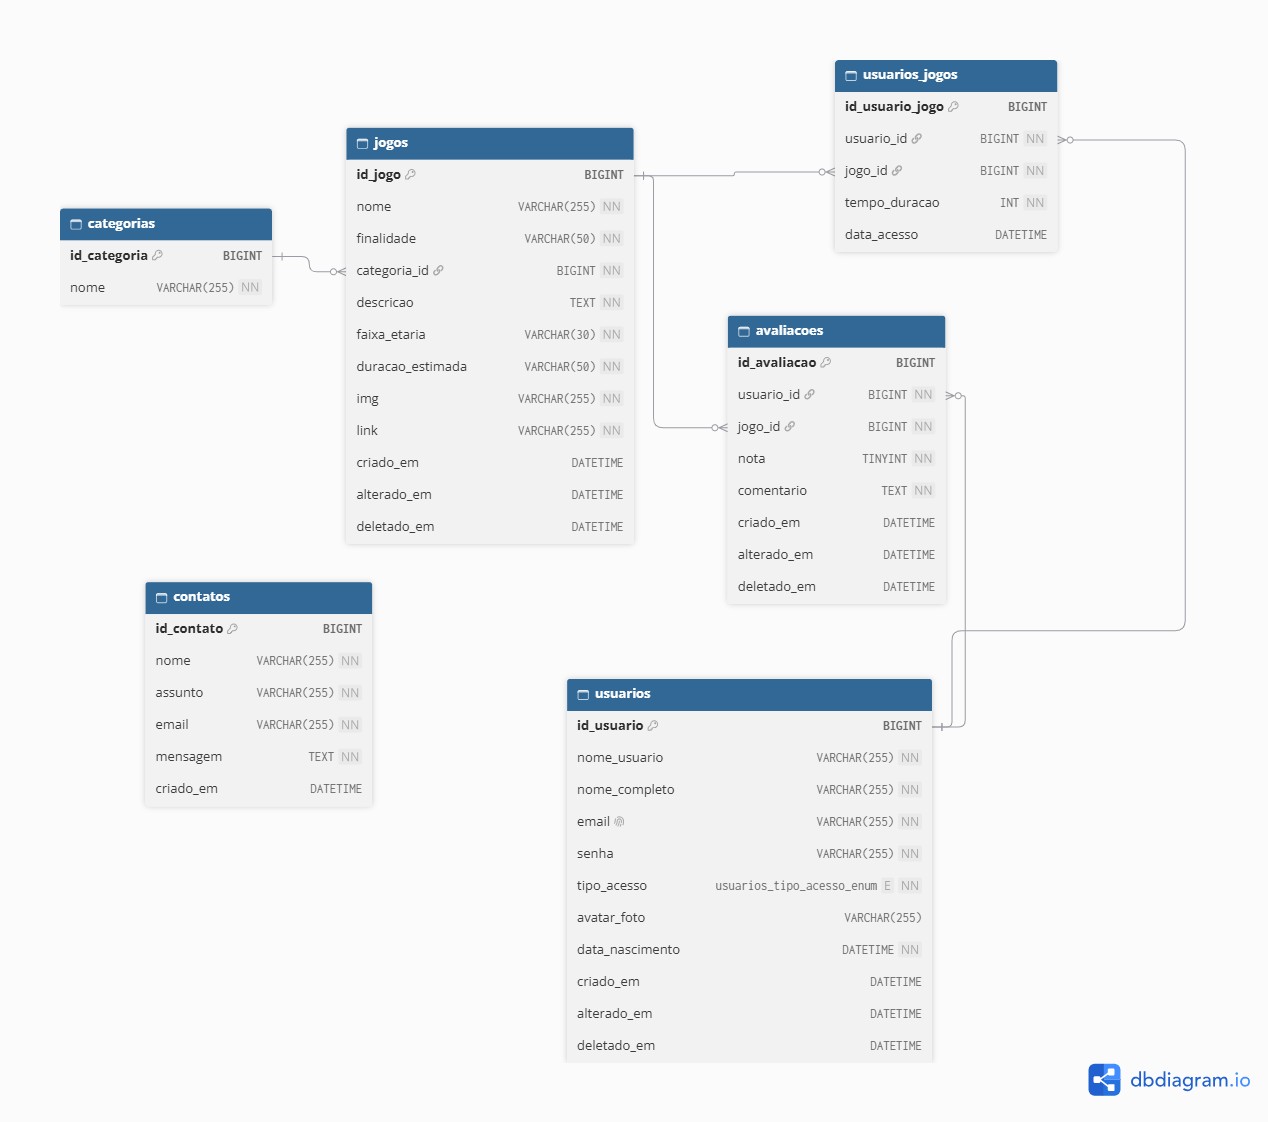 usuarios_jogos
id_usuario_jogo BIGINT
usuario_id BIGINT NN
jogo_id BIGINT NN
tempo_duracao INT NN
data_acesso DATETIME
jogos
id_jogo BIGINT
nome VARCHAR(255) NN
finalidade VARCHAR(50) NN
categoria_id BIGINT NN
descricao TEXT NN
faixa_etaria VARCHAR(30) NN
duracao_estimada VARCHAR(50) NN
img VARCHAR(255) NN
link VARCHAR(255) NN
criado_em DATETIME
alterado_em DATETIME
deletado_em DATETIME
categorias
id_categoria BIGINT
nome VARCHAR(255) NN
avaliacoes
id_avaliacao BIGINT
usuario_id BIGINT NN
jogo_id BIGINT NN
nota TINYINT NN
comentario TEXT NN
criado_em DATETIME
alterado_em DATETIME
deletado_em DATETIME
contatos
id_contato BIGINT
nome VARCHAR(255) NN
assunto VARCHAR(255) NN
email VARCHAR(255) NN
mensagem TEXT NN
criado_em DATETIME
usuarios
id_usuario BIGINT
nome_usuario VARCHAR(255) NN
nome_completo VARCHAR(255) NN
email VARCHAR(255) NN
senha VARCHAR(255) NN
tipo_acesso usuarios_tipo_acesso_enum E NN
avatar_foto VARCHAR(255)
data_nascimento DATETIME NN
criado_em DATETIME
alterado_em DATETIME
deletado_em DATETIME
dbdiagram.io